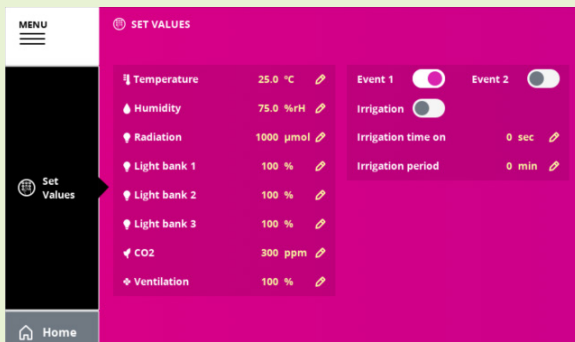 MENU
SET VALUES
Temperature 25.0 °C
Humidity 75.0 %rH
Radiation 1000 µmol
Light bank 1 100 %
Light bank 2 100 %
Light bank 3 100 %
CO2 300 ppm
Ventilation 100 %
Event 1 Event 2
Irrigation
Irrigation time on 0 sec
Irrigation period 0 min
Set
Values
Home